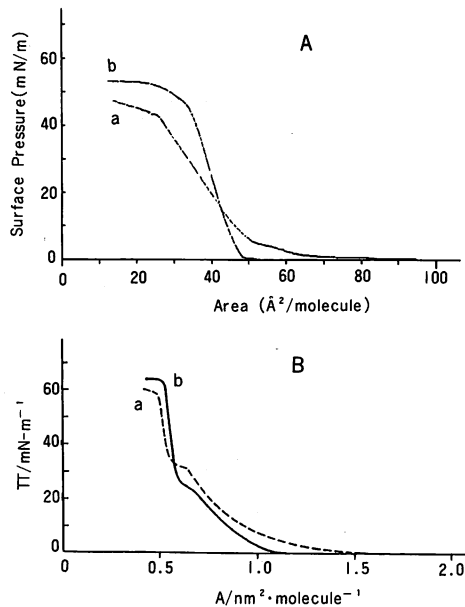 A
60
40
20
0
b
a
Surface Pressure(mN/m)
0 20 40 60 80 100
Area (Å²/molecule)
B
60
40
20
0
b
a
π/mN-m⁻¹
0.5 1.0 1.5 2.0
A/nm²·molecule⁻¹